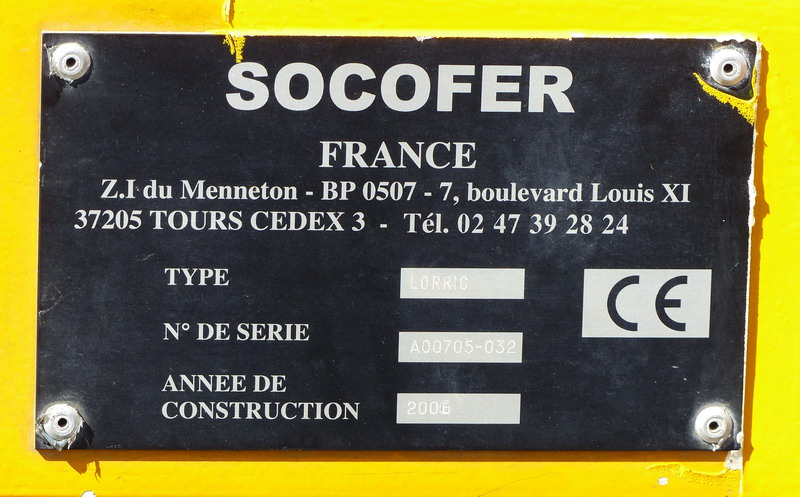 SOCOFER
FRANCE
Z.I du Menneton - BP 0507 - 7, boulevard Louis XI
37205 TOURS CEDEX 3 - Tél. 02 47 39 28 24
TYPE LORRIC
N° DE SERIE A00705-032
ANNEE DE
CONSTRUCTION 2006
CE